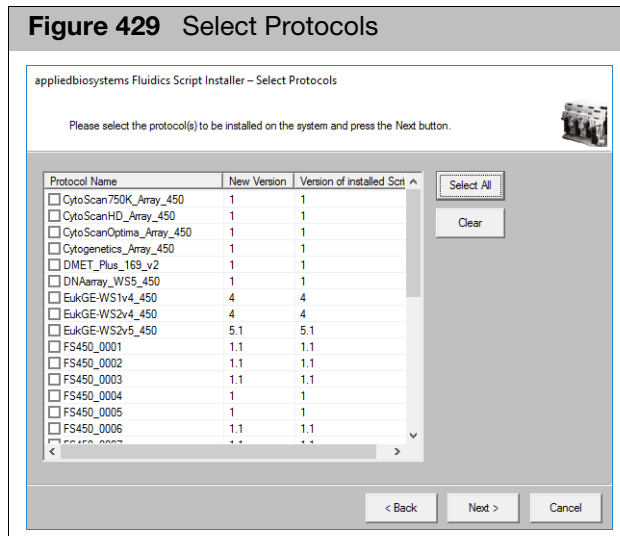 Figure 429 Select Protocols
appliedbiosystems Fluidics Script Installer – Select Protocols
Please select the protocol(s) to be installed on the system and press the Next button.
Protocol Name New Version Version of installed Scri
CytoScan750K_Array_450 1 1
CytoScanHD_Array_450 1 1
CytoScanOptima_Array_450 1 1
Cytogenetics_Array_450 1 1
DMET_Plus_169_v2 1 1
DNAarray_WS5_450 1 1
EukGE-WS1v4_450 4 4
EukGE-WS2v4_450 4 4
EukGE-WS2v5_450 5.1 5.1
FS450_0001 1.1 1.1
FS450_0002 1.1 1.1
FS450_0003 1.1 1.1
FS450_0004 1 1
FS450_0005 1 1
FS450_0006 1.1 1.1
Select All
Clear
< Back Next > Cancel